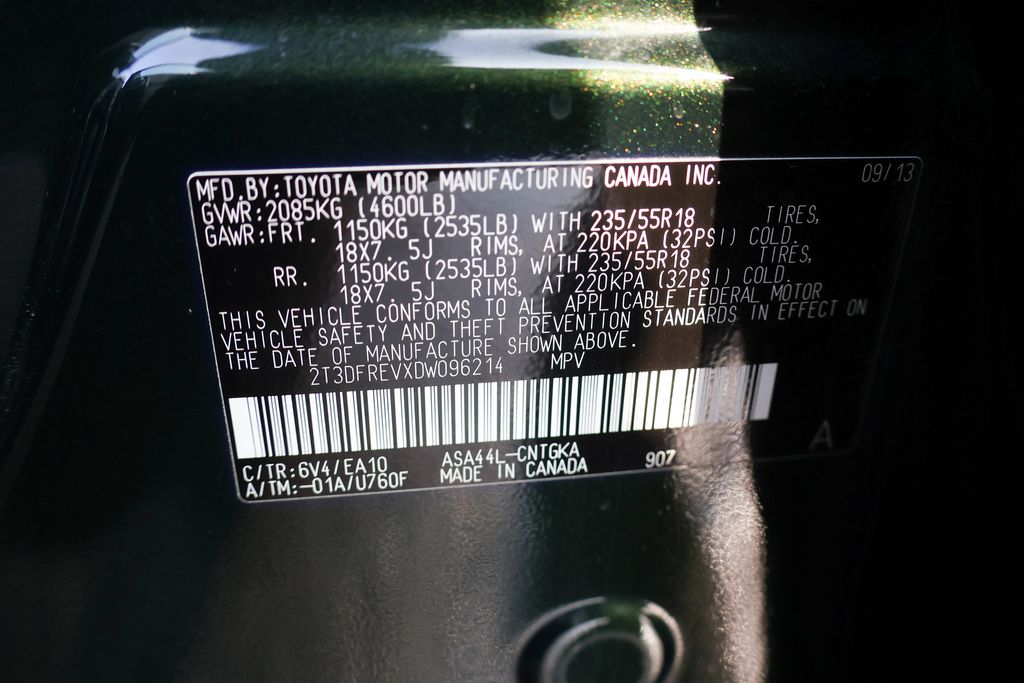 MFD.BY:TOYOTA MOTOR MANUFACTURING CANADA INC. 09/13
GVWR:2085KG (4600LB)
GAWR:FRT. 1150KG (2535LB) WITH 235/55R18 TIRES,
18X7.5J RIMS, AT 220KPA (32PSI) COLD.
RR. 1150KG (2535LB) WITH 235/55R18 TIRES,
18X7.5J RIMS, AT 220KPA (32PSI) COLD.
THIS VEHICLE CONFORMS TO ALL APPLICABLE FEDERAL MOTOR
VEHICLE SAFETY AND THEFT PREVENTION STANDARDS IN EFFECT ON
THE DATE OF MANUFACTURE SHOWN ABOVE.
2T3DFREVXDW096214 MPV
A
C/TR:6V4/EA10 ASA44L-CNTGKA 907
A/TM:-01A/U760F MADE IN CANADA